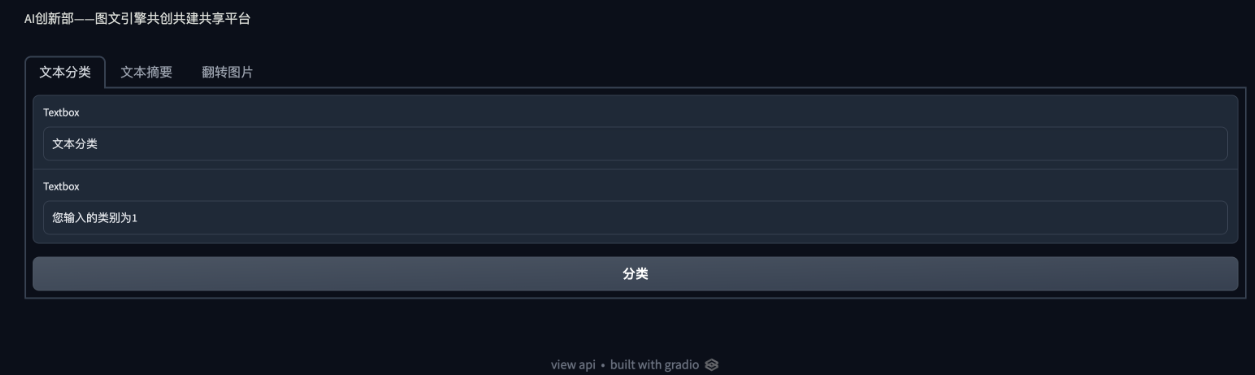 AI创新部——图文引擎共创共建共享平台
文本分类 文本摘要 翻转图片
Textbox
文本分类
Textbox
您输入的类别为1
分类
view api • built with gradio